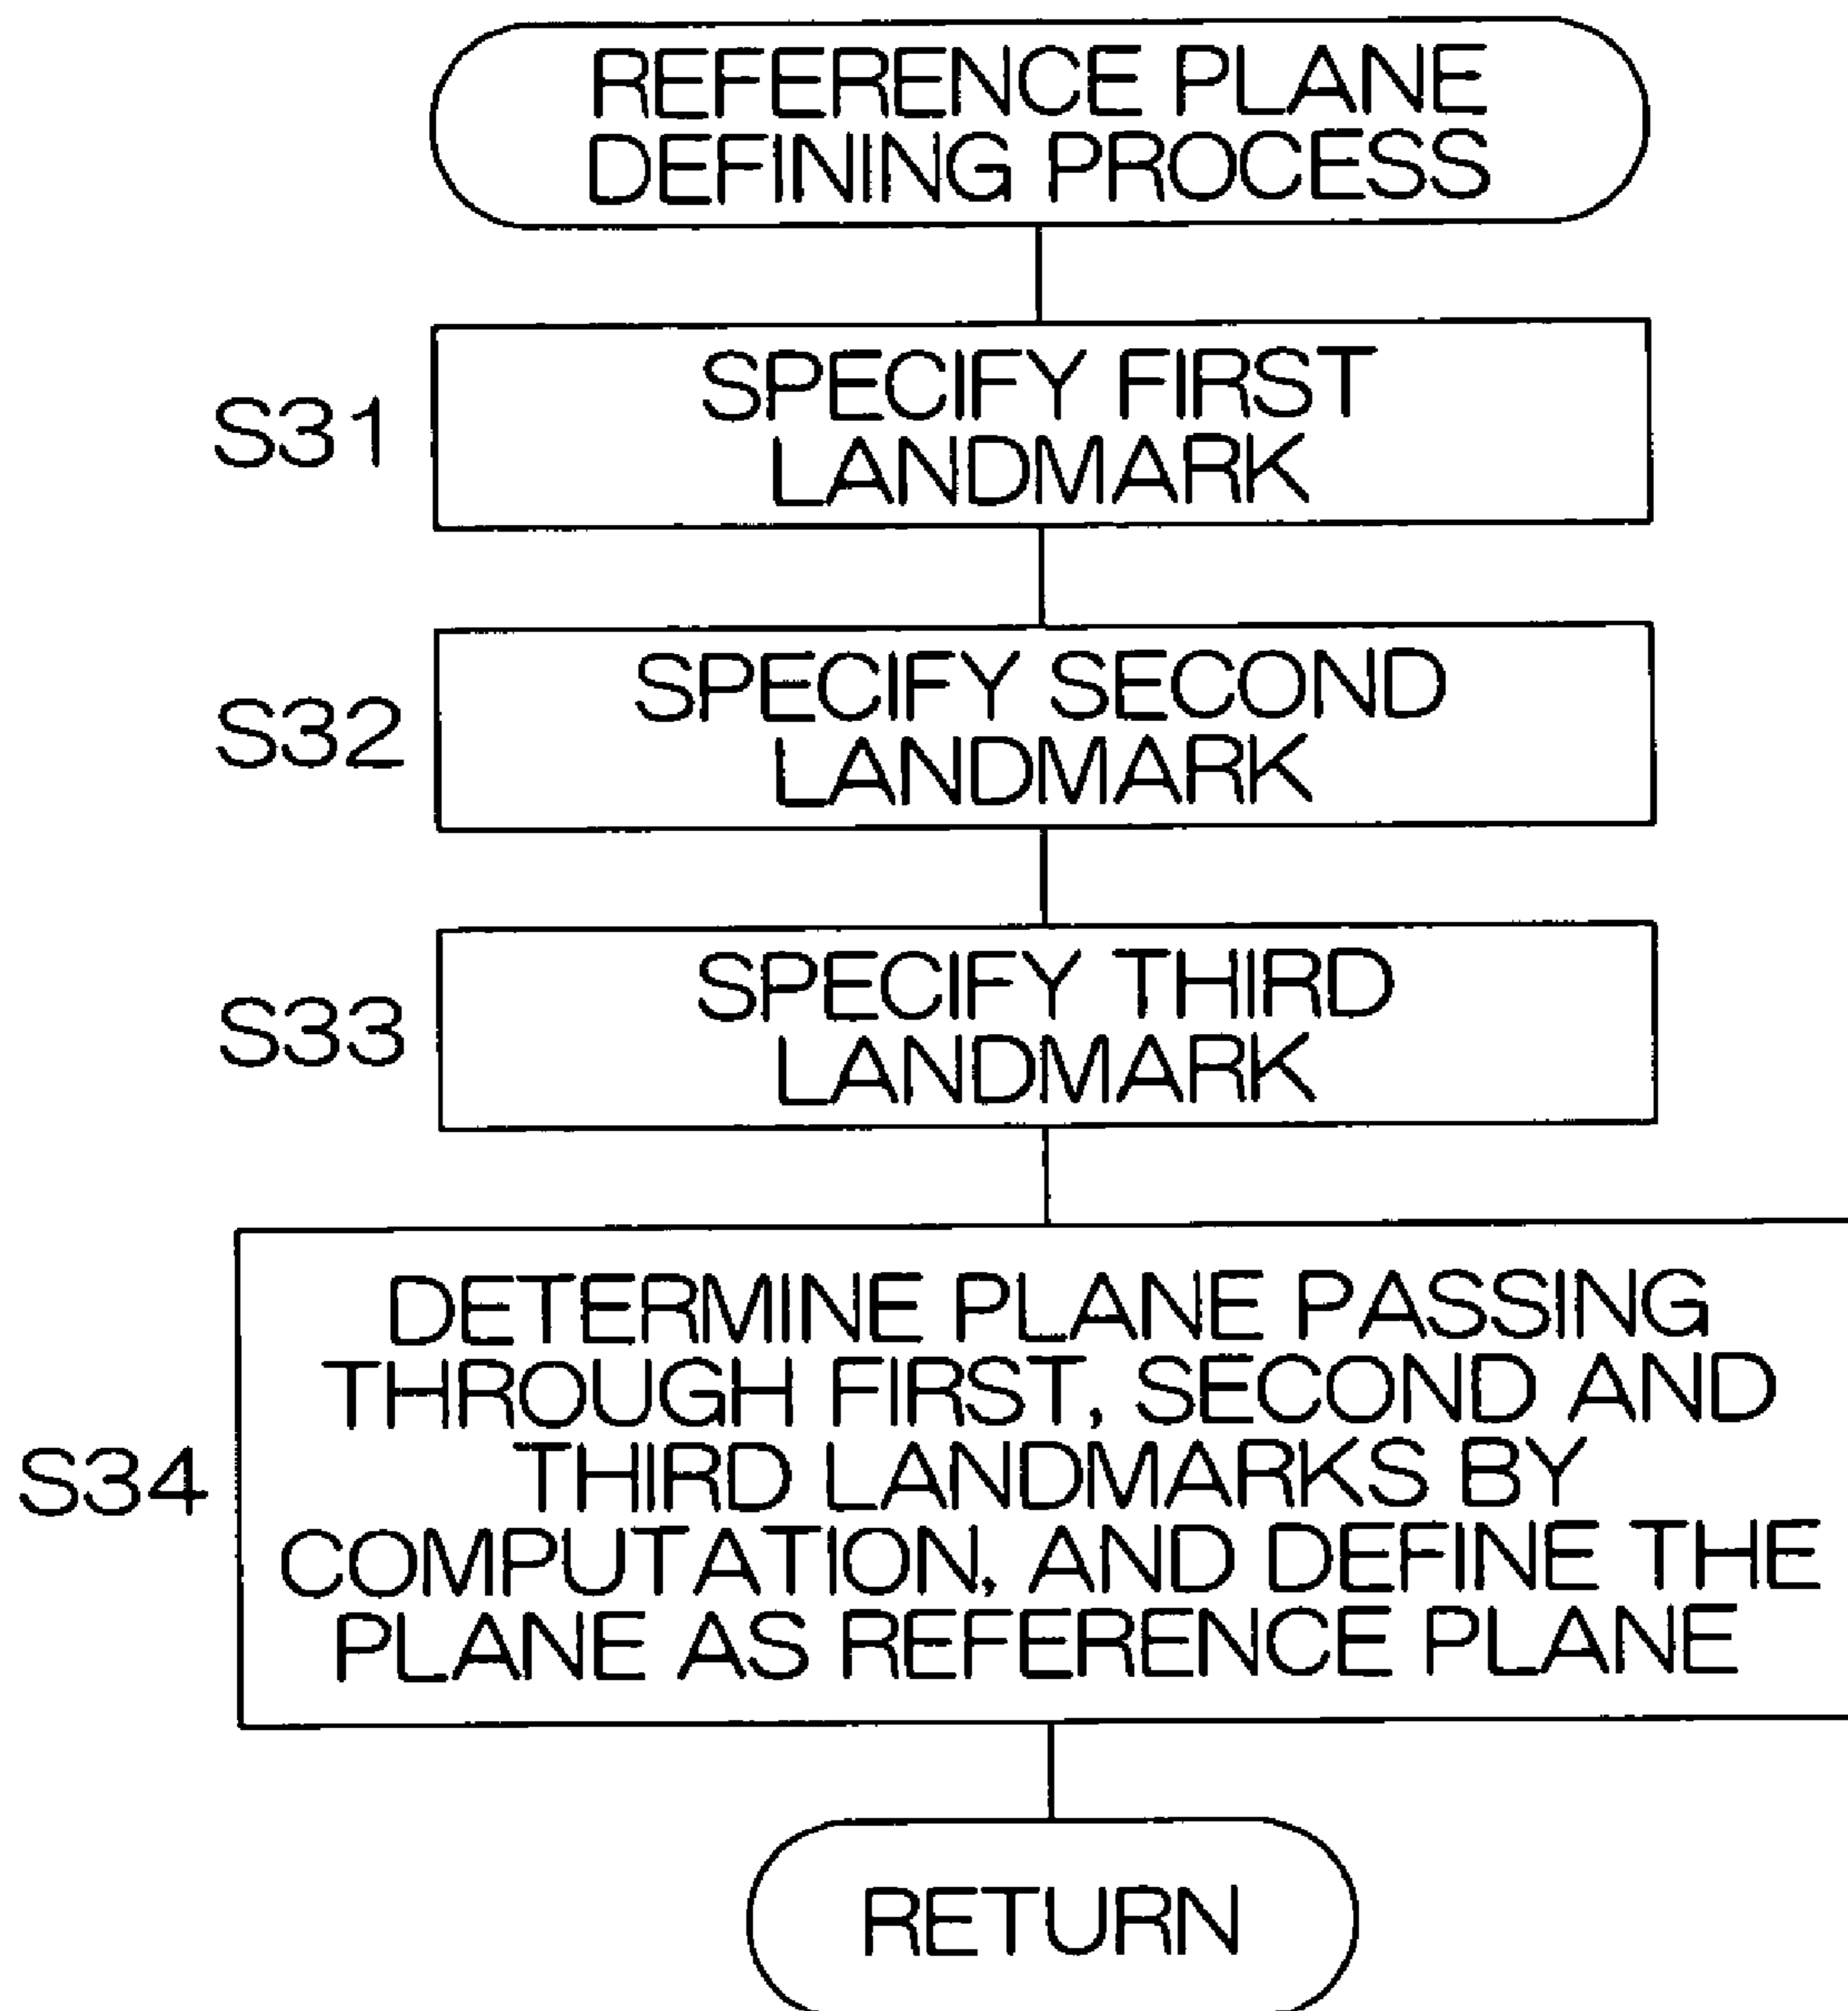 REFERENCE PLANE
DEFINING PROCESS
S31
SPECIFY FIRST
LANDMARK
S32
SPECIFY SECOND
LANDMARK
S33
SPECIFY THIRD
LANDMARK
S34
DETERMINE PLANE PASSING
THROUGH FIRST, SECOND AND
THIRD LANDMARKS BY
COMPUTATION, AND DEFINE THE
PLANE AS REFERENCE PLANE
RETURN